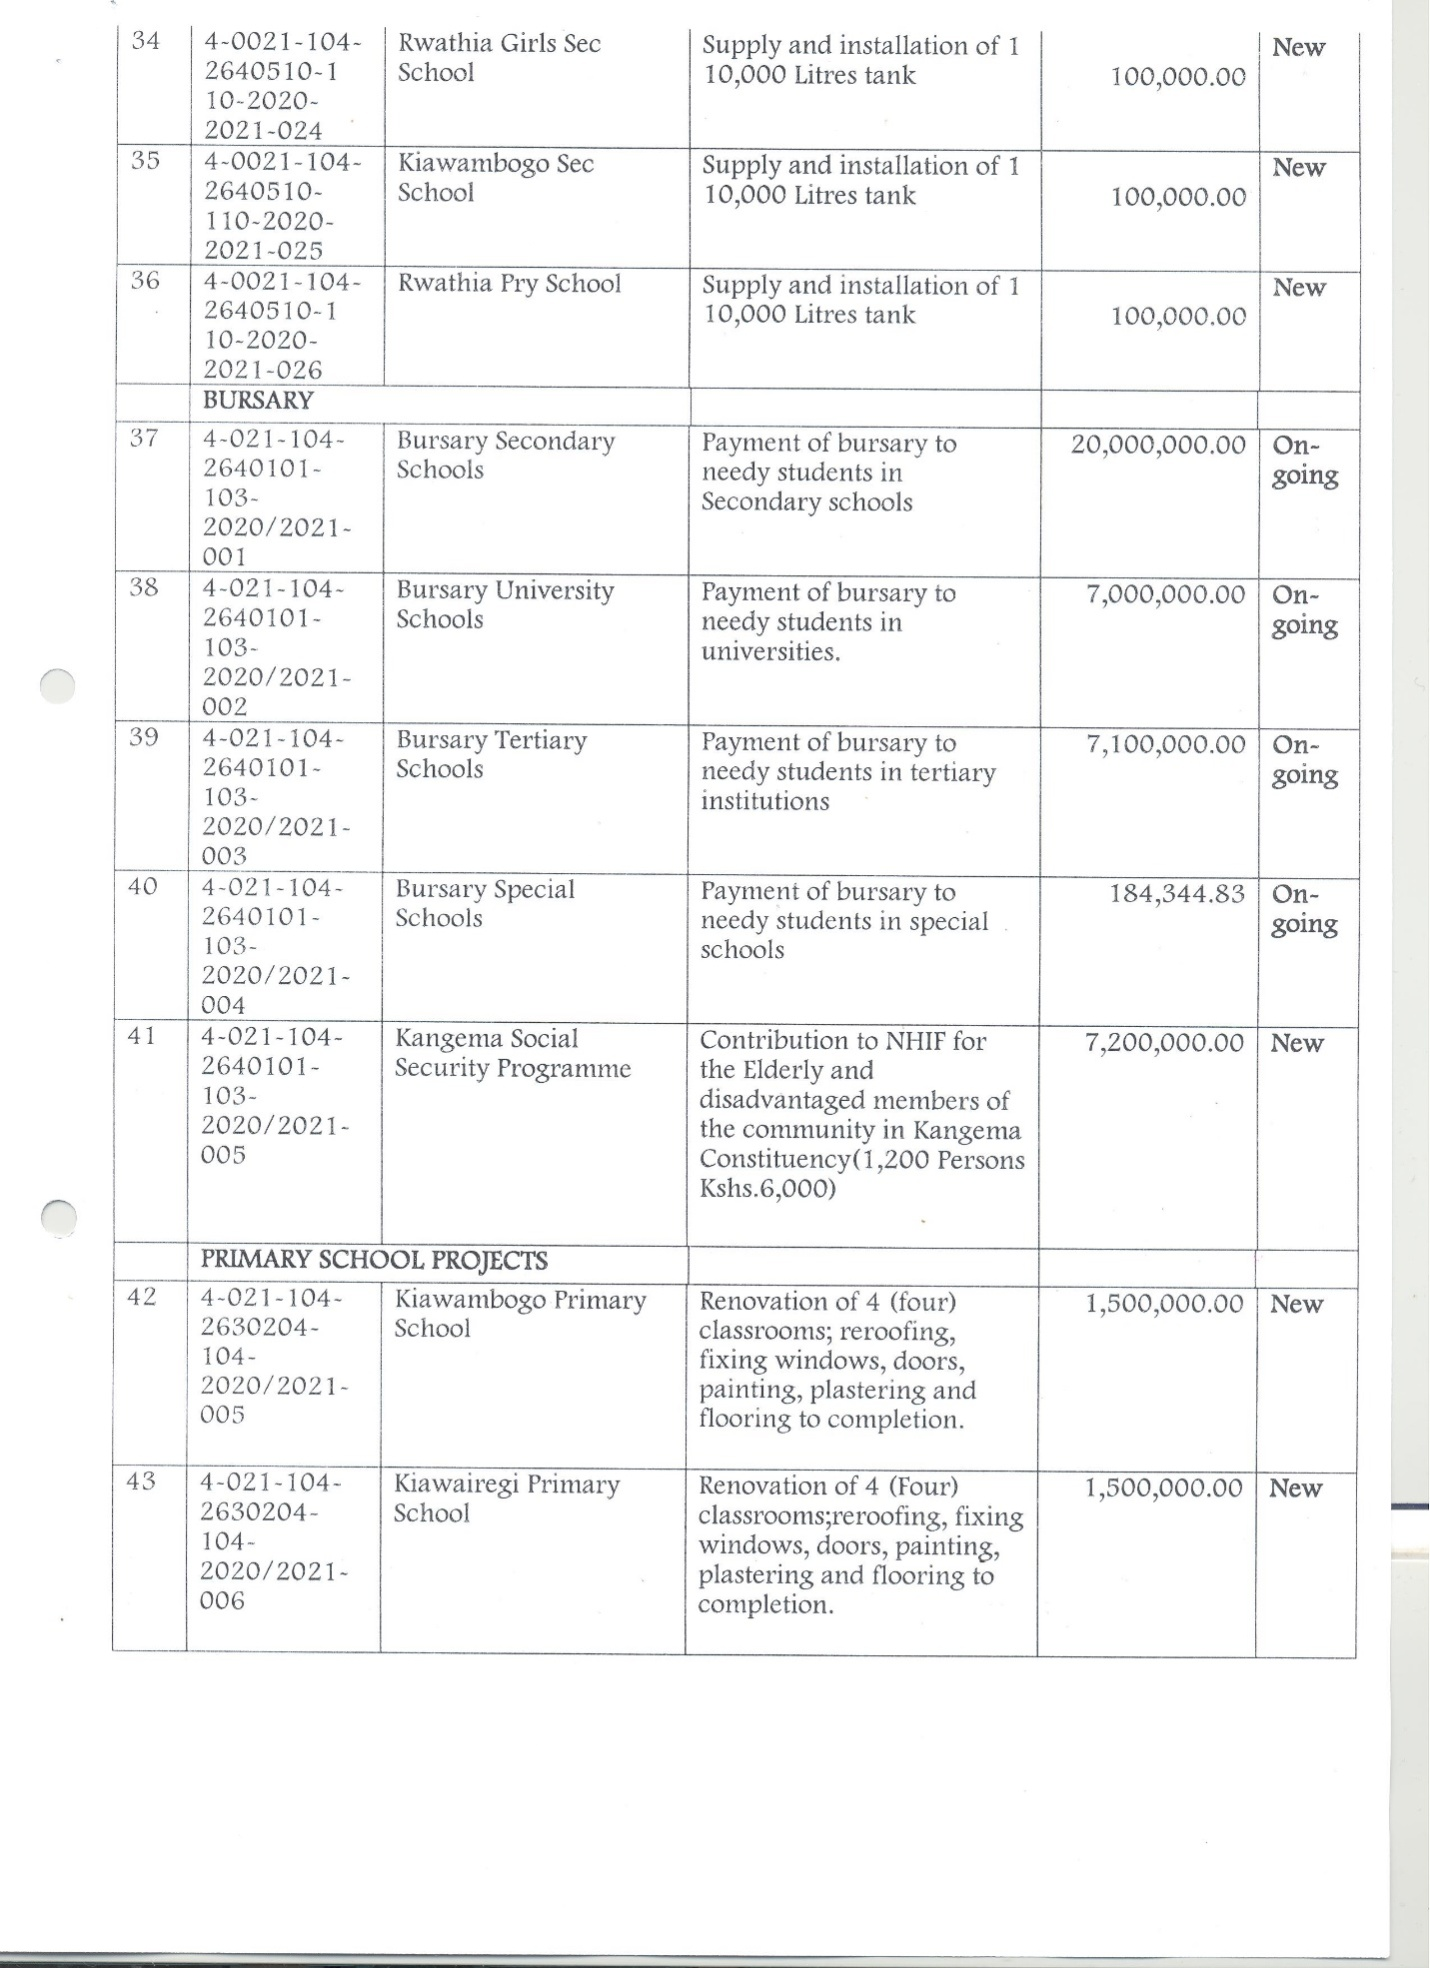 34
4-0021-104-
2640510-1
10-2020-
2021-024
Rwathia Girls Sec
School
Supply and installation of 1
10,000 Litres tank
100,000.00
New
35
4-0021-104-
2640510-
110-2020-
2021-025
Kiawambogo Sec
School
Supply and installation of 1
10,000 Litres tank
100,000.00
New
36
4-0021-104-
2640510-1
10-2020-
2021-026
Rwathia Pry School
Supply and installation of 1
10,000 Litres tank
100,000.00
New
BURSARY
37
4-021-104-
2640101-
103-
2020/2021-
001
Bursary Secondary
Schools
Payment of bursary to
needy students in
Secondary schools
20,000,000.00
On-
going
38
4-021-104-
2640101-
103-
2020/2021-
002
Bursary University
Schools
Payment of bursary to
needy students in
universities.
7,000,000.00
On-
going
39
4-021-104-
2640101-
103-
2020/2021-
003
Bursary Tertiary
Schools
Payment of bursary to
needy students in tertiary
institutions
7,100,000.00
On-
going
40
4-021-104-
2640101-
103-
2020/2021-
004
Bursary Special
Schools
Payment of bursary to
needy students in special
schools
184,344.83
On-
going
41
4-021-104-
2640101-
103-
2020/2021-
005
Kangema Social
Security Programme
Contribution to NHIF for
the Elderly and
disadvantaged members of
the community in Kangema
Constituency(1,200 Persons
Kshs.6,000)
7,200,000.00
New
PRIMARY SCHOOL PROJECTS
42
4-021-104-
2630204-
104-
2020/2021-
005
Kiawambogo Primary
School
Renovation of 4 (four)
classrooms; reroofing,
fixing windows, doors,
painting, plastering and
flooring to completion.
1,500,000.00
New
43
4-021-104-
2630204-
104-
2020/2021-
006
Kiawairegi Primary
School
Renovation of 4 (Four)
classrooms;reroofing, fixing
windows, doors, painting,
plastering and flooring to
completion.
1,500,000.00
New